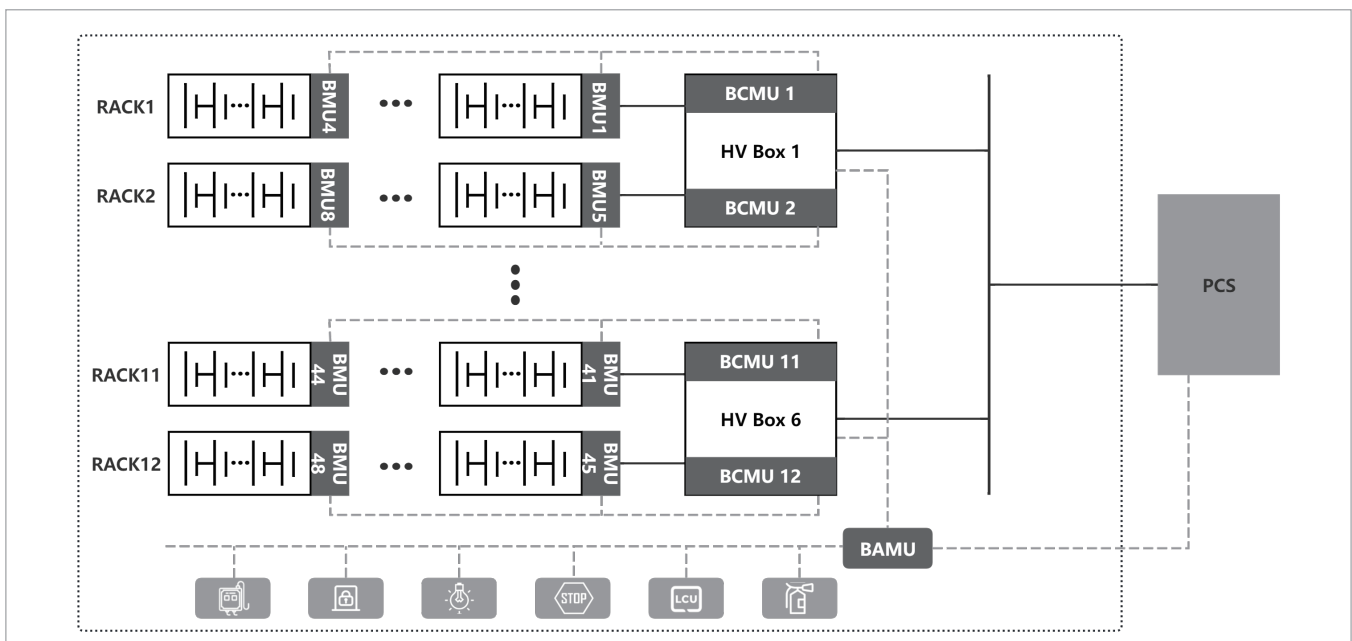 RACK1
BMU4
BMU1
BCMU 1
HV Box 1
RACK2
BMU8
BMU5
BCMU 2
PCS
RACK11
BMU
44
BMU
41
BCMU 11
HV Box 6
RACK12
BMU
48
BMU
45
BCMU 12
BAMU
STOP
LCU